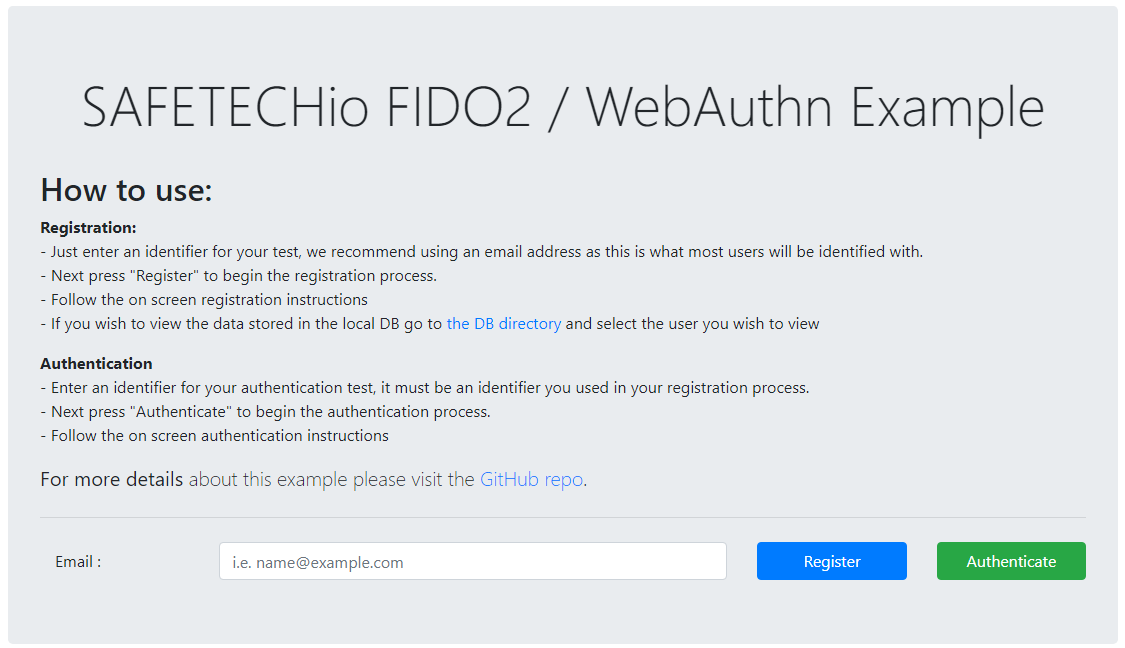 SAFETECHio FIDO2 / WebAuthn Example
How to use:
Registration:
- Just enter an identifier for your test, we recommend using an email address as this is what most users will be identified with.
- Next press "Register" to begin the registration process.
- Follow the on screen registration instructions
- If you wish to view the data stored in the local DB go to the DB directory and select the user you wish to view
Authentication
- Enter an identifier for your authentication test, it must be an identifier you used in your registration process.
- Next press "Authenticate" to begin the authentication process.
- Follow the on screen authentication instructions
For more details about this example please visit the GitHub repo.
Email : i.e. name@example.com Register Authenticate